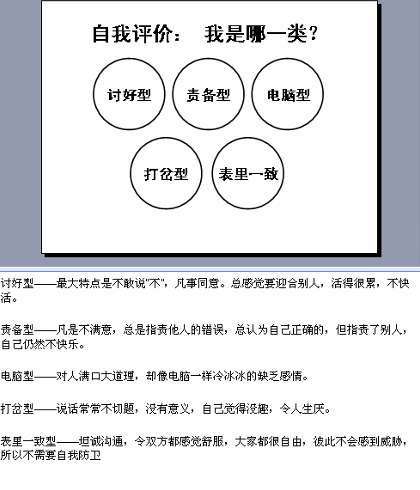 自我评价： 我是哪一类？
讨好型
责备型
电脑型
打岔型
表里一致
讨好型——最大特点是不敢说"不"，凡事同意。总感觉要迎合别人，活得很累，不快
活。
责备型——凡是不满意，总是指责他人的错误，总认为自己正确的，但指责了别人，
自己仍然不快乐。
电脑型——对人满口大道理，却像电脑一样冷冰冰的缺乏感情。
打岔型——说话常常不切题，没有意义，自己觉得没趣，令人生厌。
表里一致型——坦诚沟通，令双方都感觉舒服，大家都很自由，彼此不会感到威胁，
所以不需要自我防卫